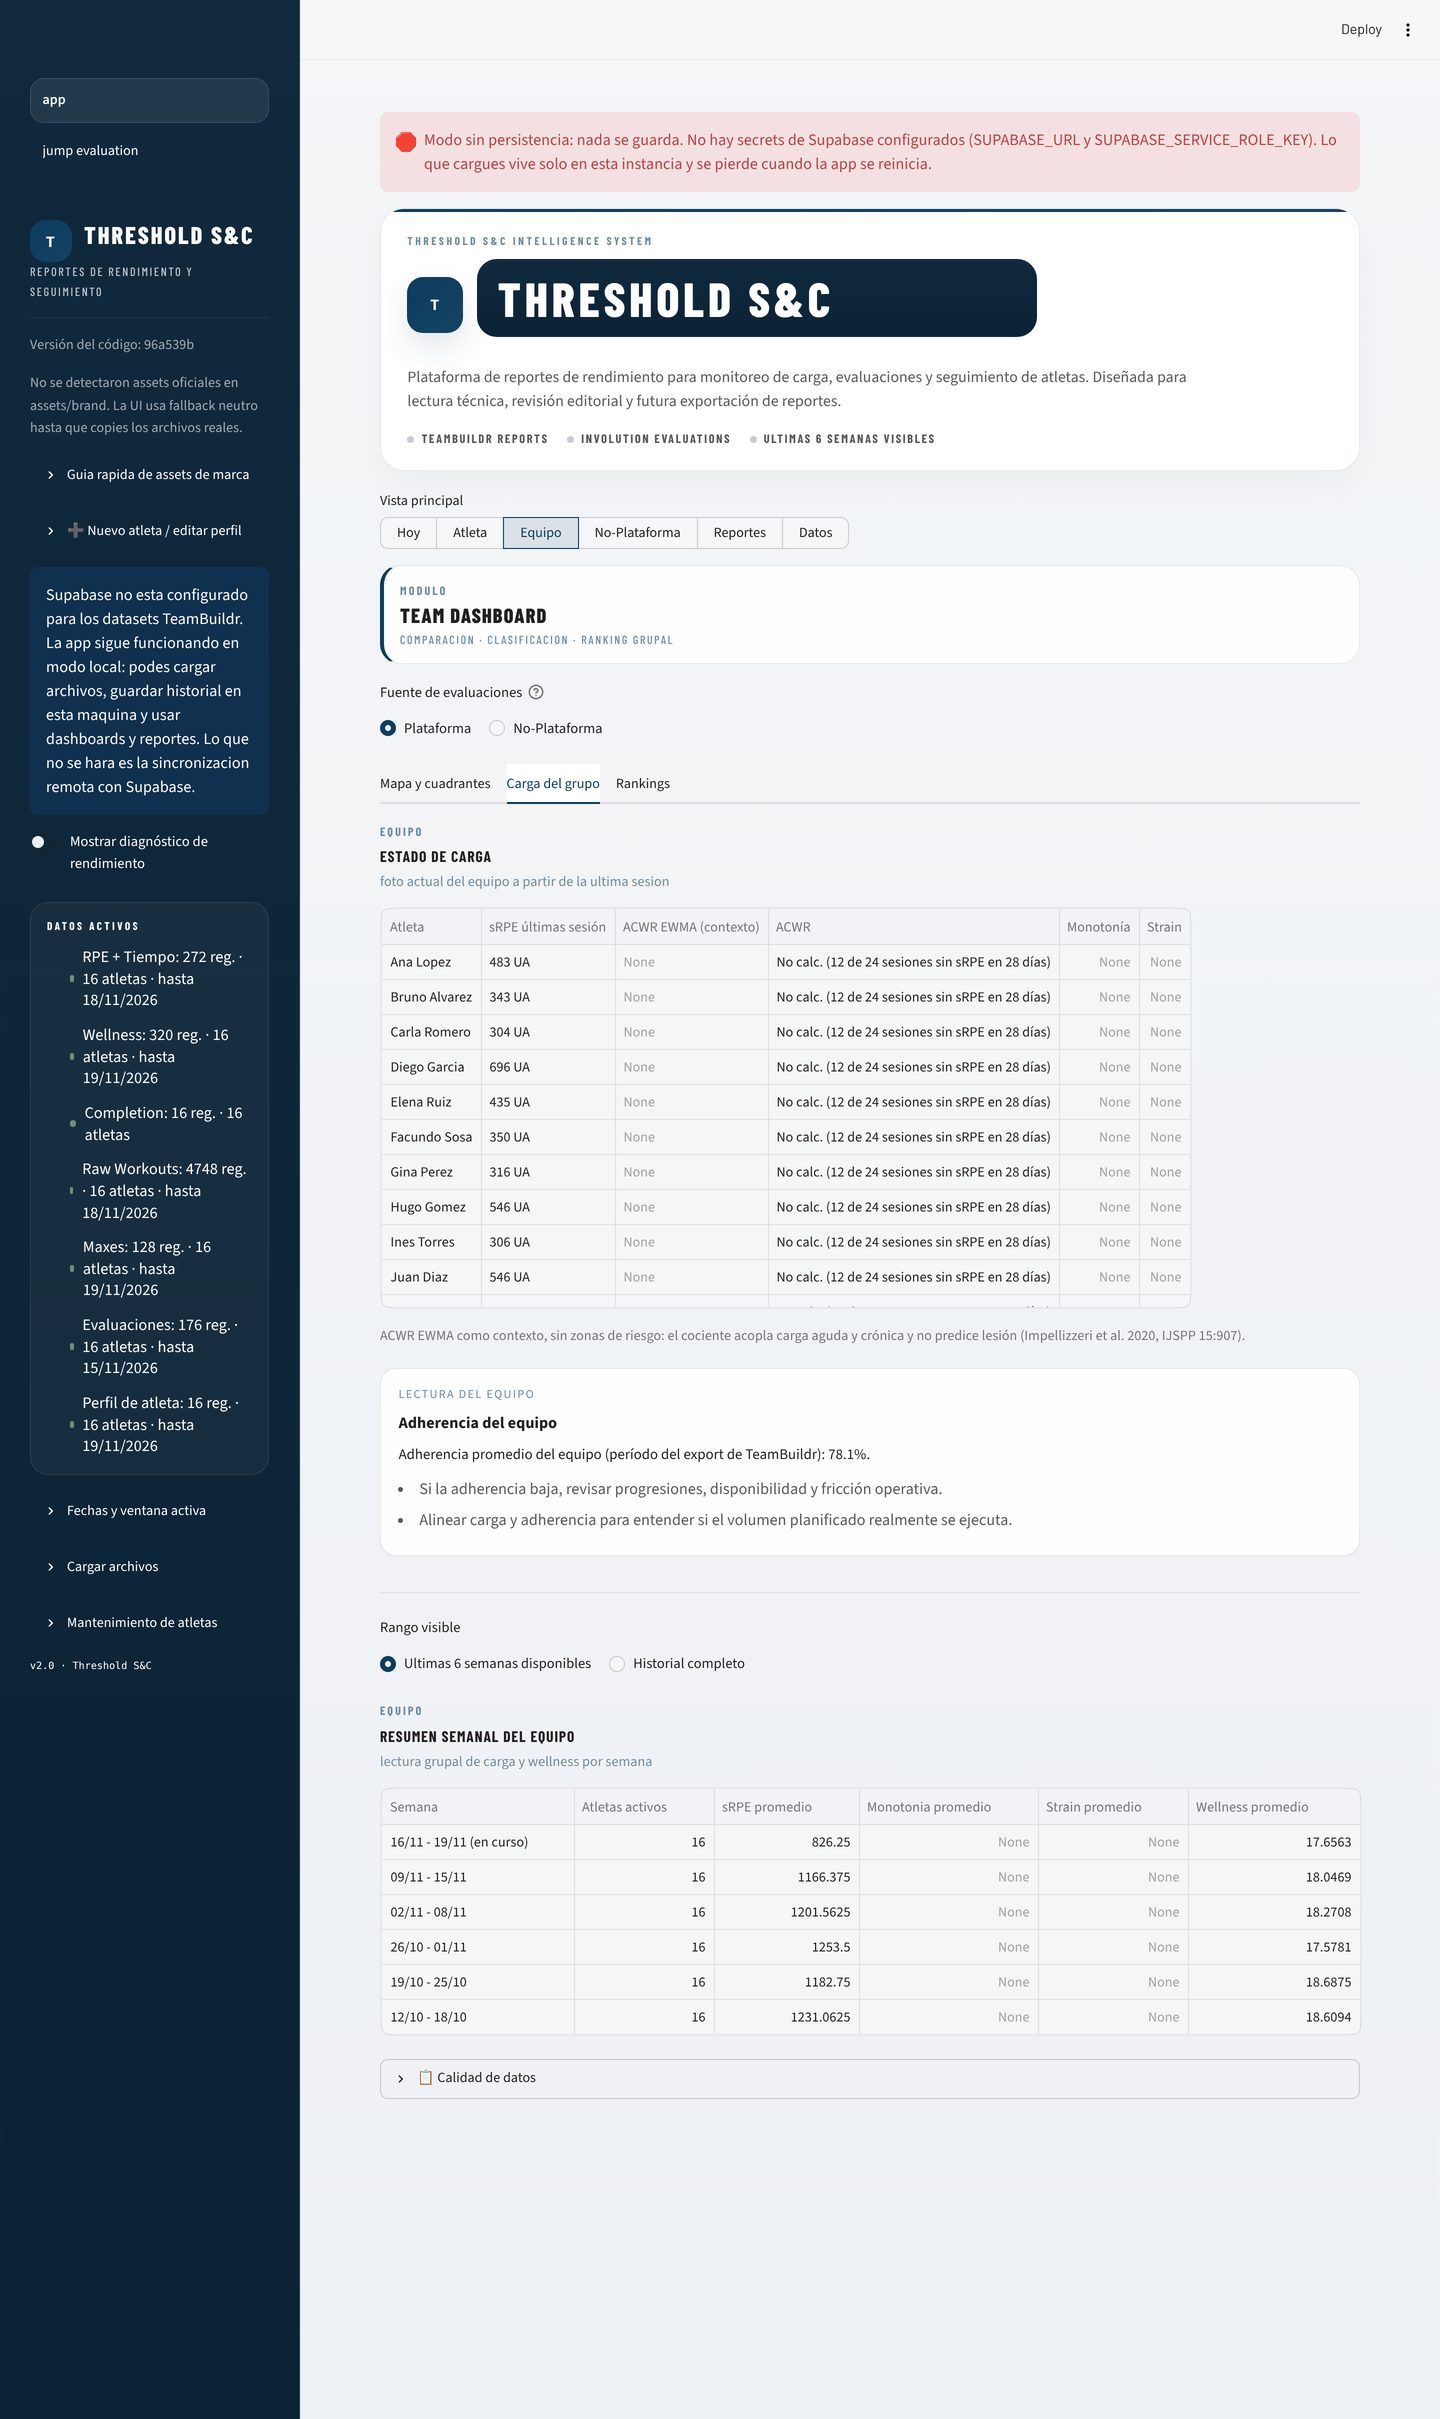 app
jump evaluation
T
THRESHOLD S&C
REPORTES DE RENDIMIENTO Y
SEGUIMIENTO
Versión del código: 96a539b
No se detectaron assets oficiales en
assets/brand. La UI usa fallback neutro
hasta que copies los archivos reales.
Guia rapida de assets de marca
➕ Nuevo atleta / editar perfil
Supabase no esta configurado
para los datasets TeamBuildr.
La app sigue funcionando en
modo local: podes cargar
archivos, guardar historial en
esta maquina y usar
dashboards y reportes. Lo que
no se hara es la sincronizacion
remota con Supabase.
Mostrar diagnóstico de
rendimiento
DATOS ACTIVOS
RPE + Tiempo: 272 reg. ·
16 atletas · hasta
18/11/2026
Wellness: 320 reg. · 16
atletas · hasta
19/11/2026
Completion: 16 reg. · 16
atletas
Raw Workouts: 4748 reg.
· 16 atletas · hasta
18/11/2026
Maxes: 128 reg. · 16
atletas · hasta
19/11/2026
Evaluaciones: 176 reg. ·
16 atletas · hasta
15/11/2026
Perfil de atleta: 16 reg. ·
16 atletas · hasta
19/11/2026
Fechas y ventana activa
Cargar archivos
Mantenimiento de atletas
v2.0 · Threshold S&C
Deploy
Modo sin persistencia: nada se guarda. No hay secrets de Supabase configurados (SUPABASE_URL y SUPABASE_SERVICE_ROLE_KEY). Lo
que cargues vive solo en esta instancia y se pierde cuando la app se reinicia.
THRESHOLD S&C INTELLIGENCE SYSTEM
T
THRESHOLD S&C
Plataforma de reportes de rendimiento para monitoreo de carga, evaluaciones y seguimiento de atletas. Diseñada para
lectura técnica, revisión editorial y futura exportación de reportes.
TEAMBUILDR REPORTS INVOLUTION EVALUATIONS ULTIMAS 6 SEMANAS VISIBLES
Vista principal
Hoy Atleta Equipo No-Plataforma Reportes Datos
MODULO
TEAM DASHBOARD
COMPARACION · CLASIFICACION · RANKING GRUPAL
Fuente de evaluaciones
Plataforma No-Plataforma
Mapa y cuadrantes Carga del grupo Rankings
EQUIPO
ESTADO DE CARGA
foto actual del equipo a partir de la ultima sesion
Atleta sRPE últimas sesión ACWR EWMA (contexto) ACWR Monotonía Strain
Ana Lopez 483 UA None No calc. (12 de 24 sesiones sin sRPE en 28 días) None None
Bruno Alvarez 343 UA None No calc. (12 de 24 sesiones sin sRPE en 28 días) None None
Carla Romero 304 UA None No calc. (12 de 24 sesiones sin sRPE en 28 días) None None
Diego Garcia 696 UA None No calc. (12 de 24 sesiones sin sRPE en 28 días) None None
Elena Ruiz 435 UA None No calc. (12 de 24 sesiones sin sRPE en 28 días) None None
Facundo Sosa 350 UA None No calc. (12 de 24 sesiones sin sRPE en 28 días) None None
Gina Perez 316 UA None No calc. (12 de 24 sesiones sin sRPE en 28 días) None None
Hugo Gomez 546 UA None No calc. (12 de 24 sesiones sin sRPE en 28 días) None None
Ines Torres 306 UA None No calc. (12 de 24 sesiones sin sRPE en 28 días) None None
Juan Diaz 546 UA None No calc. (12 de 24 sesiones sin sRPE en 28 días) None None
ACWR EWMA como contexto, sin zonas de riesgo: el cociente acopla carga aguda y crónica y no predice lesión (Impellizzeri et al. 2020, IJSPP 15:907).
LECTURA DEL EQUIPO
Adherencia del equipo
Adherencia promedio del equipo (período del export de TeamBuildr): 78.1%.
• Si la adherencia baja, revisar progresiones, disponibilidad y fricción operativa.
• Alinear carga y adherencia para entender si el volumen planificado realmente se ejecuta.
Rango visible
Ultimas 6 semanas disponibles Historial completo
EQUIPO
RESUMEN SEMANAL DEL EQUIPO
lectura grupal de carga y wellness por semana
Semana Atletas activos sRPE promedio Monotonia promedio Strain promedio Wellness promedio
16/11 - 19/11 (en curso) 16 826.25 None None 17.6563
09/11 - 15/11 16 1166.375 None None 18.0469
02/11 - 08/11 16 1201.5625 None None 18.2708
26/10 - 01/11 16 1253.5 None None 17.5781
19/10 - 25/10 16 1182.75 None None 18.6875
12/10 - 18/10 16 1231.0625 None None 18.6094
📋 Calidad de datos